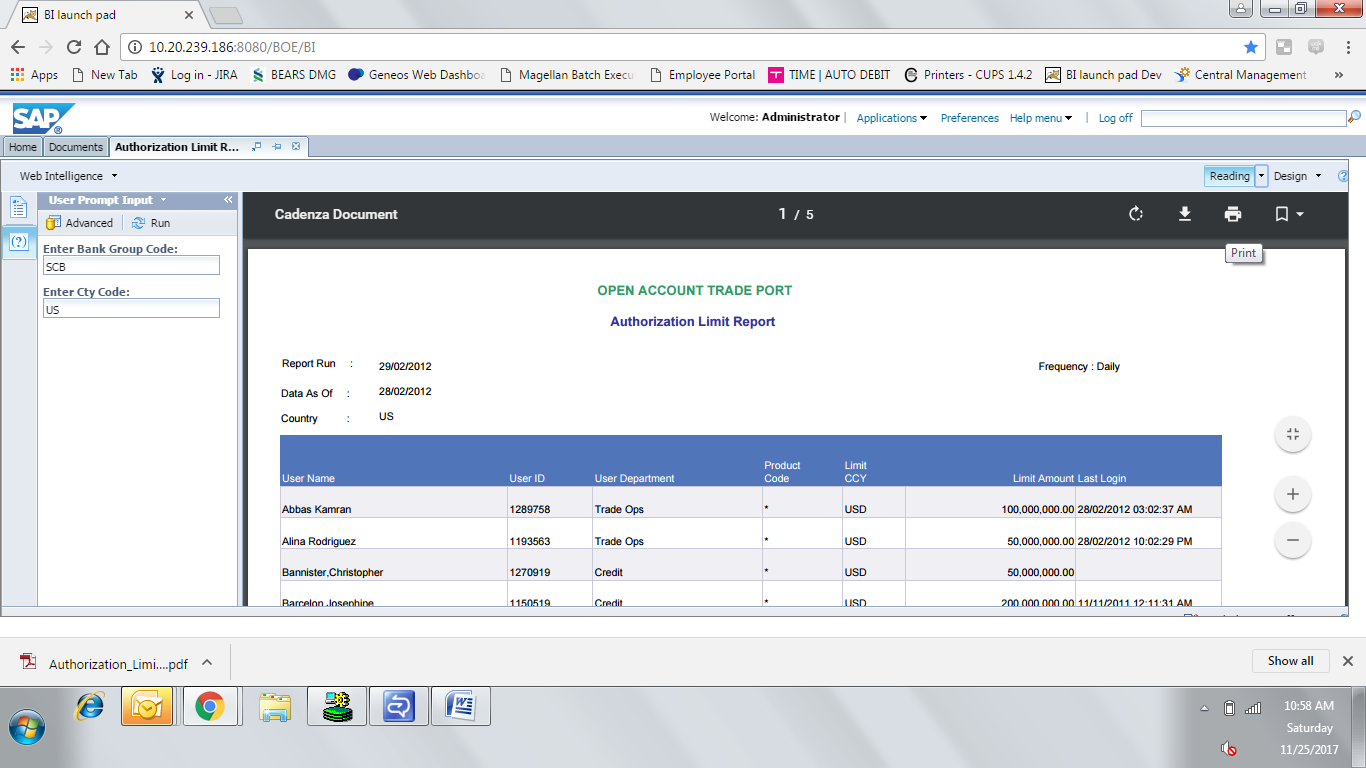 BI launch pad
10.20.239.186:8080/BOE/BI
Apps New Tab Log in - JIRA BEARS DMG Geneos Web Dashbo Magellan Batch Execu Employee Portal TIME | AUTO DEBIT Printers - CUPS 1.4.2 BI launch pad Dev Central Management »
SAP ®
Welcome: Administrator | Applications Preferences Help menu | Log off
Home Documents Authorization Limit R...
Web Intelligence Reading Design
User Prompt Input «
Advanced Run
Enter Bank Group Code:
SCB
Enter Cty Code:
US
Cadenza Document 1 / 5
Print
OPEN ACCOUNT TRADE PORT
Authorization Limit Report
Report Run : 29/02/2012 Frequency : Daily
Data As Of : 28/02/2012
Country : US
User Name User ID User Department Product Code Limit CCY Limit Amount Last Login
Abbas Kamran 1289758 Trade Ops * USD 100,000,000.00 28/02/2012 03:02:37 AM
Alina Rodriguez 1193563 Trade Ops * USD 50,000,000.00 28/02/2012 10:02:29 PM
Bannister,Christopher 1270919 Credit * USD 50,000,000.00
Barcelon Josephine 1150519 Credit * USD 200,000,000.00 11/11/2011 12:11:31 AM
Authorization_Limi....pdf Show all
10:58 AM
Saturday
11/25/2017